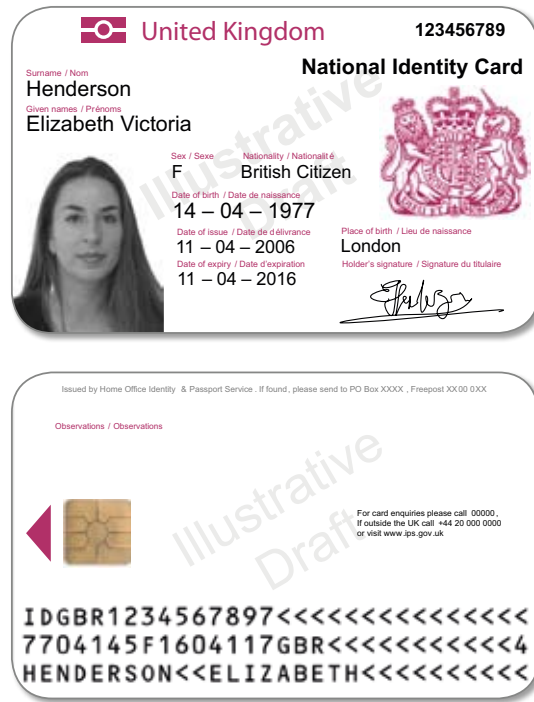 United Kingdom
123456789
National Identity Card
Surname / Nom
Henderson
Given names / Prénoms
Elizabeth Victoria
Sex / Sexe Nationality / Nationalité
F British Citizen
Date of birth / Date de naissance
14 – 04 – 1977
Date of issue / Date de délivrance
11 – 04 – 2006
Place of birth / Lieu de naissance
London
Date of expiry / Date d'expiration
11 – 04 – 2016
Holder's signature / Signature du titulaire
Illustrative
Draft
Issued by Home Office Identity & Passport Service . If found, please send to PO Box XXXX , Freepost XX00 0XX
Observations / Observations
Illustrative
Draft
For card enquiries please call 00000 ,
If outside the UK call +44 20 000 0000
or visit www.ips.gov.uk
IDGBR1234567897<<<<<<<<<<<<<<<
7704145F1604117GBR<<<<<<<<<<<4
HENDERSON<<ELIZABETH<<<<<<<<<<